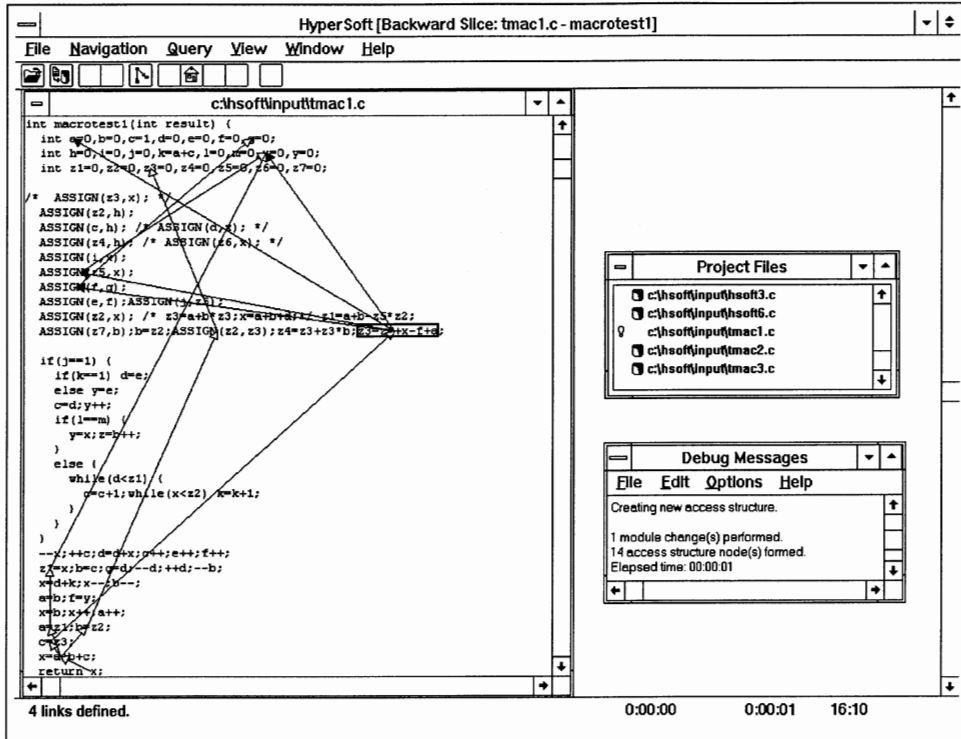 HyperSoft [Backward Slice: tmac1.c - macrotest1]
File Navigation Query View Window Help
c:\hsoft\input\tmac1.c
int macrotest1(int result) {
int a=0,b=0,c=1,d=0,e=0,f=0,g=0;
int h=0,i=0,j=0,k=a+c,l=0,m=0,x=0,y=0;
int z1=0,z2=0,z3=0,z4=0,z5=0,z6=0,z7=0;
/* ASSIGN(z3,x); */
ASSIGN(z2,h);
ASSIGN(c,h); /* ASSIGN(d,x); */
ASSIGN(z4,h); /* ASSIGN(z6,x); */
ASSIGN(i,x);
ASSIGN(z5,x);
ASSIGN(f,g);
ASSIGN(e,f);ASSIGN(j,z3);
ASSIGN(z2,x); /* z3=a+b*z3;x=a+b+d;*/ z1=a+b-z5*z2;
ASSIGN(z7,b);b=z2;ASSIGN(z2,z3);z4=z3+z3*b;
if(j==1) {
if(k==1) d=e;
else y=e;
c=d;y++;
if(l==m) {
y=x;z=b++;
}
else {
while(d<z1) {
c=c+1;while(x<z2) k=k+1;
}
}
}
--x;++c;d=d+x;g++;e++;f++;
z1=x;b=c;g=d;--d;++d;--b;
x=d+k;x--;b--;
a=b;f=y;
x=b;x++;a++;
a=z1;b=z2;
c=z3;
x=a+b+c;
return x;
Project Files
c:\hsoft\input\hsoft3.c
c:\hsoft\input\hsoft6.c
c:\hsoft\input\tmac1.c
c:\hsoft\input\tmac2.c
c:\hsoft\input\tmac3.c
Debug Messages
File Edit Options Help
Creating new access structure.
1 module change(s) performed.
14 access structure node(s) formed.
Elapsed time: 00:00:01
4 links defined.
0:00:00 0:00:01 16:10